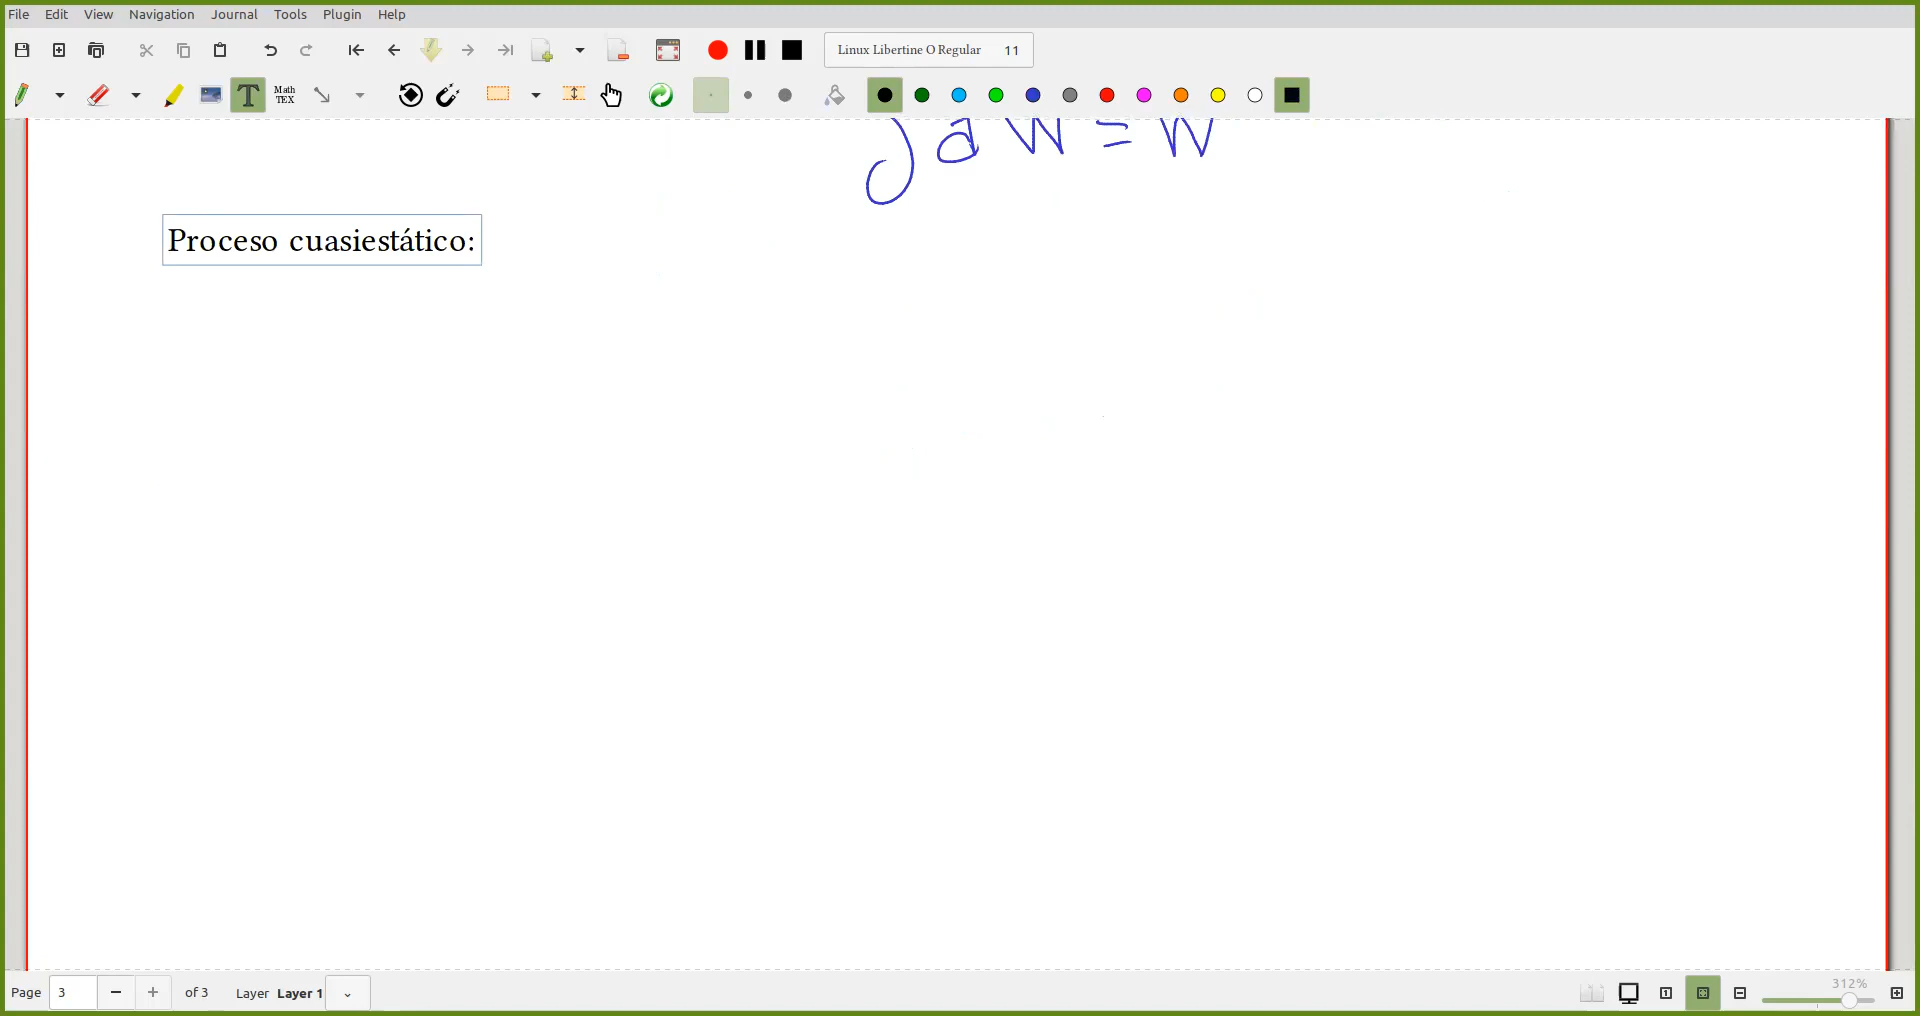 File Edit View Navigation Journal Tools Plugin Help
Linux Libertine O Regular 11
T Math TEX
∫dW = W
Proceso cuasiestático:
Page 3 − + of 3 Layer Layer 1 312%